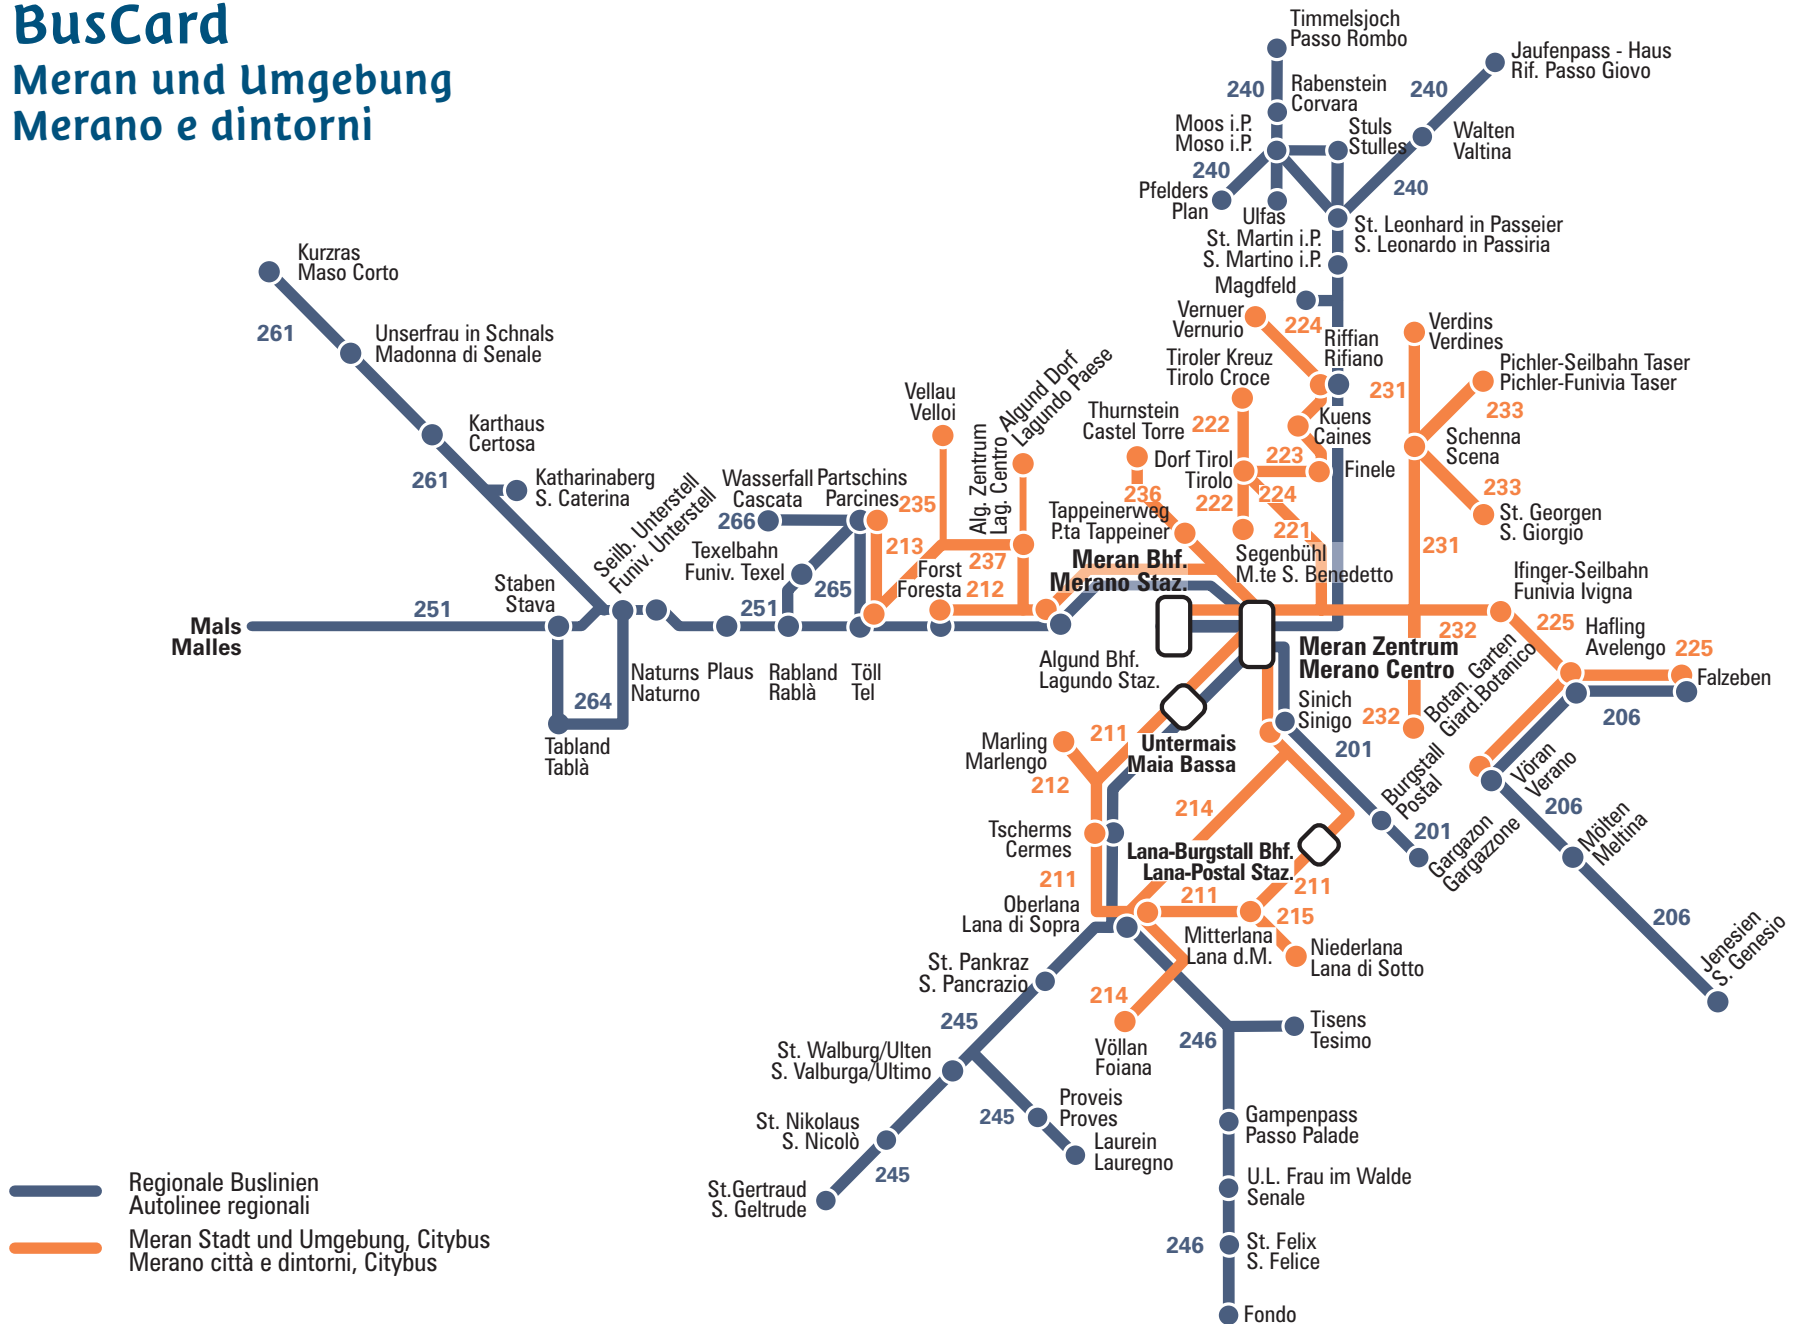 BusCard
Meran und Umgebung
Merano e dintorni
Timmelsjoch
Passo Rombo
240
Rabenstein
Corvara
Moos i.P.
Moso i.P.
Stuls
Stulles
240
Jaufenpass - Haus
Rif. Passo Giovo
Walten
Valtina
240
240
Pfelders
Plan
Ulfas
St. Leonhard in Passeier
S. Leonardo in Passiria
St. Martin i.P.
S. Martino i.P.
Magdfeld
Vernuer
Vernurio
224
Riffian
Rifiano
Tiroler Kreuz
Tirolo Croce
Kuens
Caines
222
223
Finele
Thurnstein
Castel Torre
Dorf Tirol
Tirolo
236
222
224
221
Tappeinerweg
P.ta Tappeiner
Segenbühl
M.te S. Benedetto
Verdins
Verdines
231
Pichler-Seilbahn Taser
Pichler-Funivia Taser
233
Schenna
Scena
233
St. Georgen
S. Giorgio
231
Ifinger-Seilbahn
Funivia Ivigna
225
232
Hafling
Avelengo
225
Falzeben
206
Botan. Garten
Giard.Botanico
232
Vöran
Verano
206
Mölten
Meltina
206
Jenesien
S. Genesio
Kurzras
Maso Corto
261
Unserfrau in Schnals
Madonna di Senale
Karthaus
Certosa
261
Katharinaberg
S. Caterina
Seilb. Unterstell
Funiv. Unterstell
Staben
Stava
251
Mals
Malles
264
Tabland
Tablà
Naturns
Naturno
Plaus
Rabland
Rablà
Töll
Tel
251
Wasserfall
Cascata
Partschins
Parcines
266
Texelbahn
Funiv. Texel
265
213
235
Vellau
Velloi
Alg. Zentrum
Lag. Centro
Algund Dorf
Lagundo Paese
237
Forst
Foresta
212
Meran Bhf.
Merano Staz.
Algund Bhf.
Lagundo Staz.
Meran Zentrum
Merano Centro
Sinich
Sinigo
201
Burgstall
Postal
201
Gargazon
Gargazzone
Untermais
Maia Bassa
Marling
Marlengo
211
212
Tscherms
Cermes
214
211
Lana-Burgstall Bhf.
Lana-Postal Staz.
211
211
215
Oberlana
Lana di Sopra
Mitterlana
Lana d.M.
Niederlana
Lana di Sotto
214
Völlan
Foiana
St. Pankraz
S. Pancrazio
245
St. Walburg/Ulten
S. Valburga/Ultimo
St. Nikolaus
S. Nicolò
245
St.Gertraud
S. Geltrude
245
Proveis
Proves
Laurein
Lauregno
246
Tisens
Tesimo
Gampenpass
Passo Palade
U.L. Frau im Walde
Senale
246
St. Felix
S. Felice
Fondo
Regionale Buslinien
Autolinee regionali
Meran Stadt und Umgebung, Citybus
Merano città e dintorni, Citybus